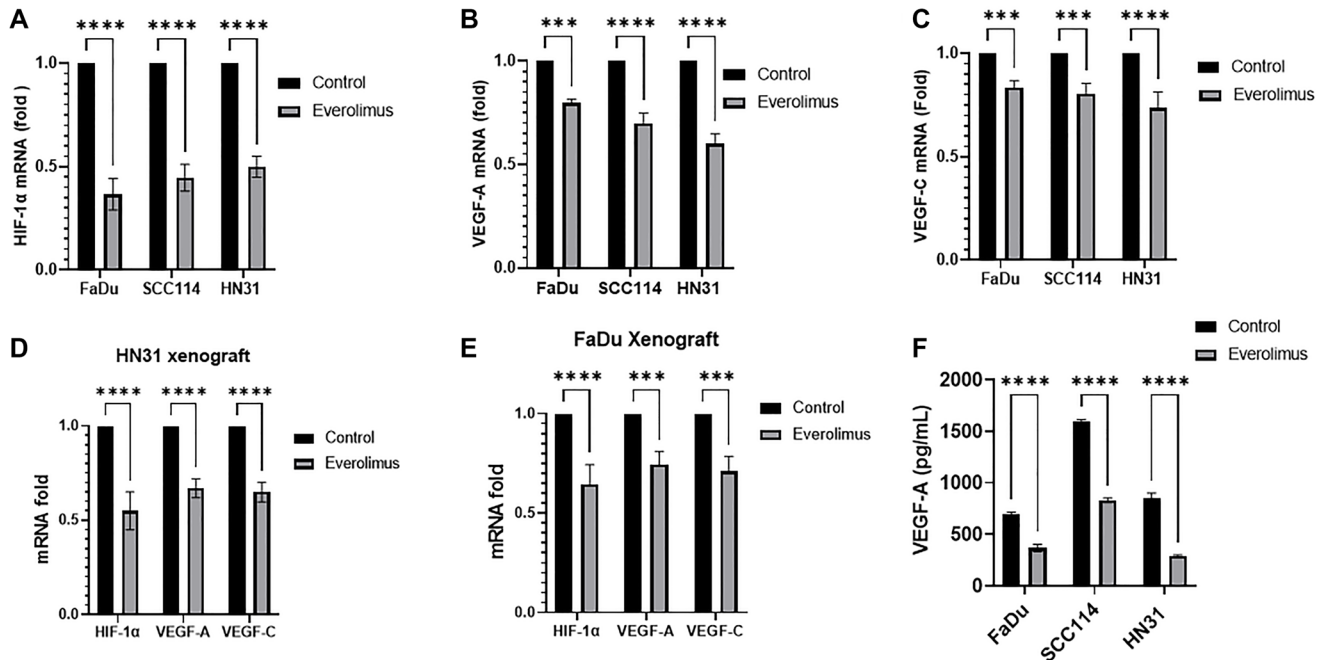 A
**** **** ****
HIF-1α mRNA (fold )
1.0
0.5
0.0
FaDu SCC114 HN31
Control
Everolimus
B
*** **** ****
VEGF-A mRNA (fold)
1.0
0.5
0.0
FaDu SCC114 HN31
Control
Everolimus
C
*** *** ****
VEGF-C mRNA (Fold)
1.0
0.5
0.0
FaDu SCC114 HN31
Control
Everolimus
D
HN31 xenograft
**** **** ****
mRNA fold
1.0
0.5
0.0
HIF-1α VEGF-A VEGF-C
Control
Everolimus
E
FaDu Xenograft
**** *** ***
mRNA fold
1.0
0.5
0.0
HIF-1α VEGF-A VEGF-C
Control
Everolimus
F
Control
Everolimus
**** **** ****
VEGF-A (pg/mL)
2000
1500
1000
500
0
FaDu SCC114 HN31